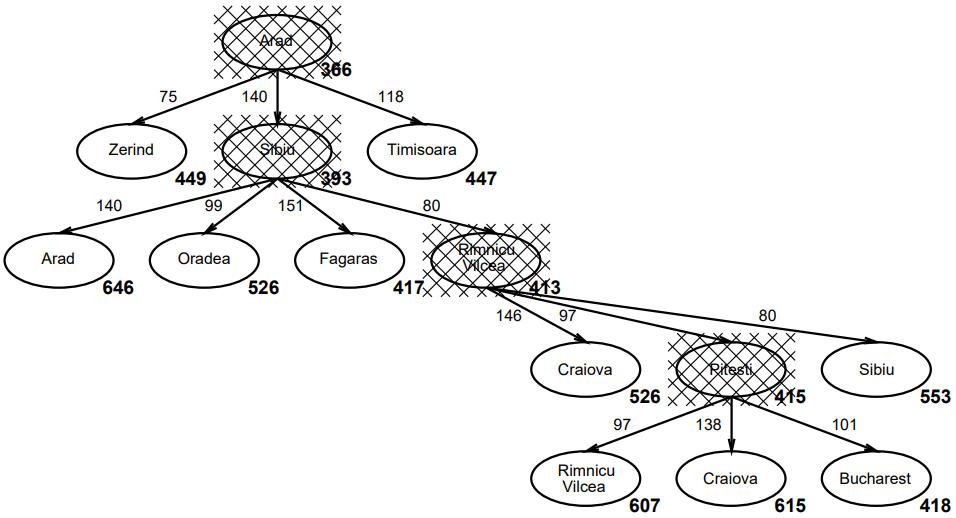 Arad
366
75
140
118
Zerind
449
Sibiu
393
Timisoara
447
140
99
151
80
Arad
646
Oradea
526
Fagaras
417
Rimnicu
Vilcea
413
146
97
80
Craiova
526
Pitesti
415
Sibiu
553
97
138
101
Rimnicu
Vilcea
607
Craiova
615
Bucharest
418